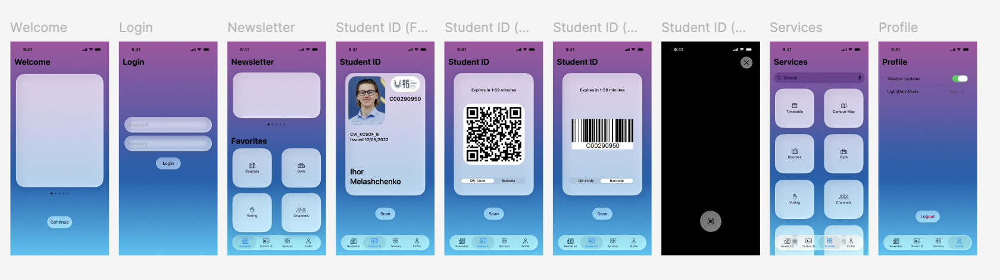 Welcome
Login
Newsletter
Student ID (F...
Student ID (...
Student ID (...
Student ID (...
Services
Profile
9:41
Welcome
Continue
9:41
Login
Student ID
Password
Login
9:41
Newsletter
Favorites
Courses
Gym
Voting
Channels
Newsletter
Student ID
Services
Profile
9:41
Student ID
SE
TU
C00290950
CW_KCSOF_B
Issued 12/09/2022
Ihor
Melashchenko
Scan
Newsletter
Student ID
Services
Profile
9:41
Student ID
Expires in 1:59 minutes
QR-Code
Barcode
Scan
Newsletter
Student ID
Services
Profile
9:41
Student ID
Expires in 1:59 minutes
C00290950
QR-Code
Barcode
Scan
Newsletter
Student ID
Services
Profile
9:41
9:41
Services
Search
Timetable
Campus Map
Courses
Gym
Voting
Channels
Newsletter
Student ID
Services
Profile
9:41
Profile
Weather Updates
Light/Dark Mode
Auto
Logout
Newsletter
Student ID
Services
Profile